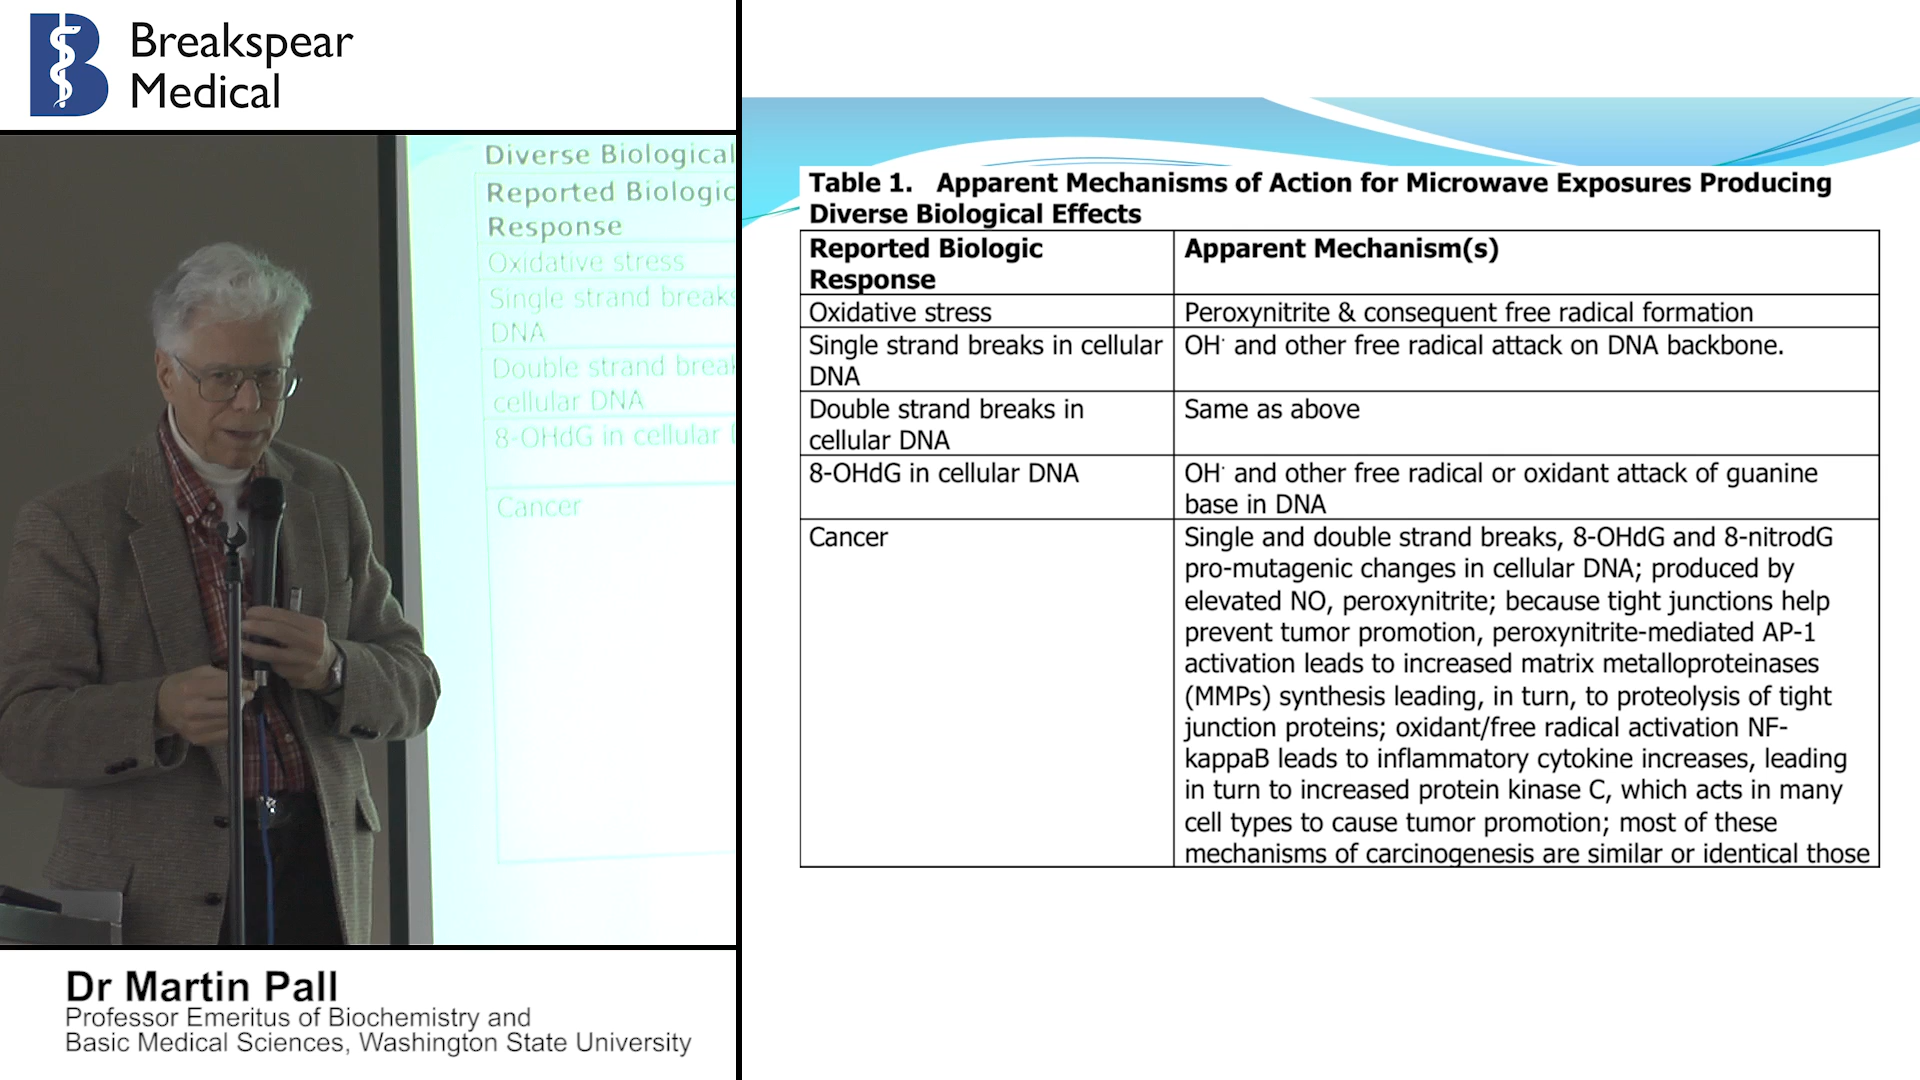 Breakspear
Medical
Diverse Biological
Reported Biologic
Response
Oxidative stress
Single strand breaks
DNA
Double strand
cellular DNA
8-OHdG in cellular
Cancer
Dr Martin Pall
Professor Emeritus of Biochemistry and
Basic Medical Sciences, Washington State University
Table 1. Apparent Mechanisms of Action for Microwave Exposures Producing
Diverse Biological Effects
Reported Biologic
Response
Apparent Mechanism(s)
Oxidative stress
Peroxynitrite & consequent free radical formation
Single strand breaks in cellular
DNA
OH· and other free radical attack on DNA backbone.
Double strand breaks in
cellular DNA
Same as above
8-OHdG in cellular DNA
OH· and other free radical or oxidant attack of guanine
base in DNA
Cancer
Single and double strand breaks, 8-OHdG and 8-nitrodG
pro-mutagenic changes in cellular DNA; produced by
elevated NO, peroxynitrite; because tight junctions help
prevent tumor promotion, peroxynitrite-mediated AP-1
activation leads to increased matrix metalloproteinases
(MMPs) synthesis leading, in turn, to proteolysis of tight
junction proteins; oxidant/free radical activation NF-
kappaB leads to inflammatory cytokine increases, leading
in turn to increased protein kinase C, which acts in many
cell types to cause tumor promotion; most of these
mechanisms of carcinogenesis are similar or identical those